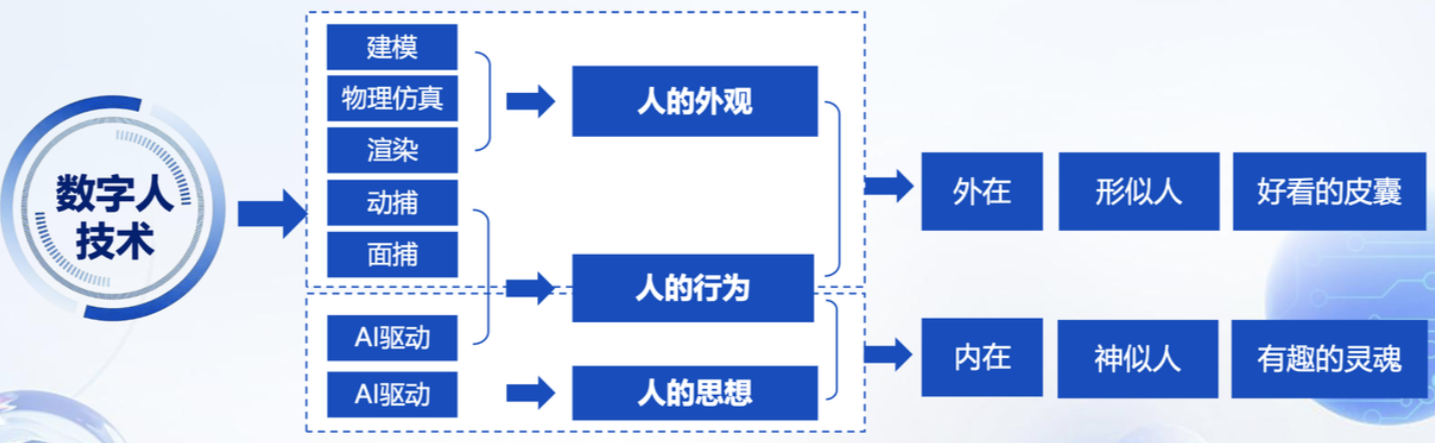 数字人
技术
建模
物理仿真
渲染
动捕
面捕
AI驱动
AI驱动
人的外观
人的行为
人的思想
外在
形似人
好看的皮囊
内在
神似人
有趣的灵魂